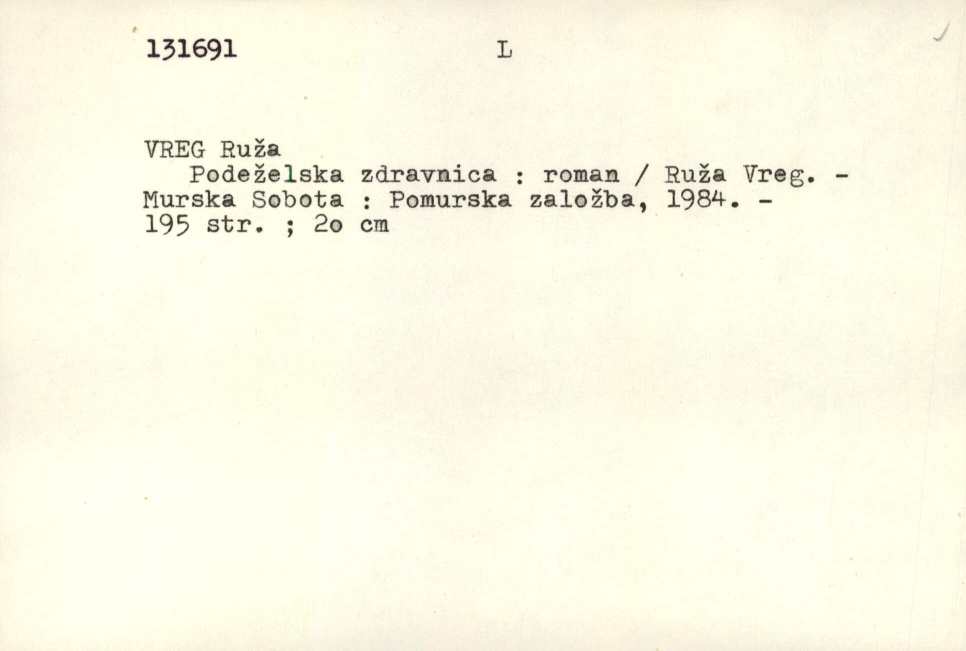 131691 L
VREG Ruža
Podeželska zdravnica : roman / Ruža Vreg. -
Murska Sobota : Pomurska založba, 1984. -
195 str. ; 2o cm